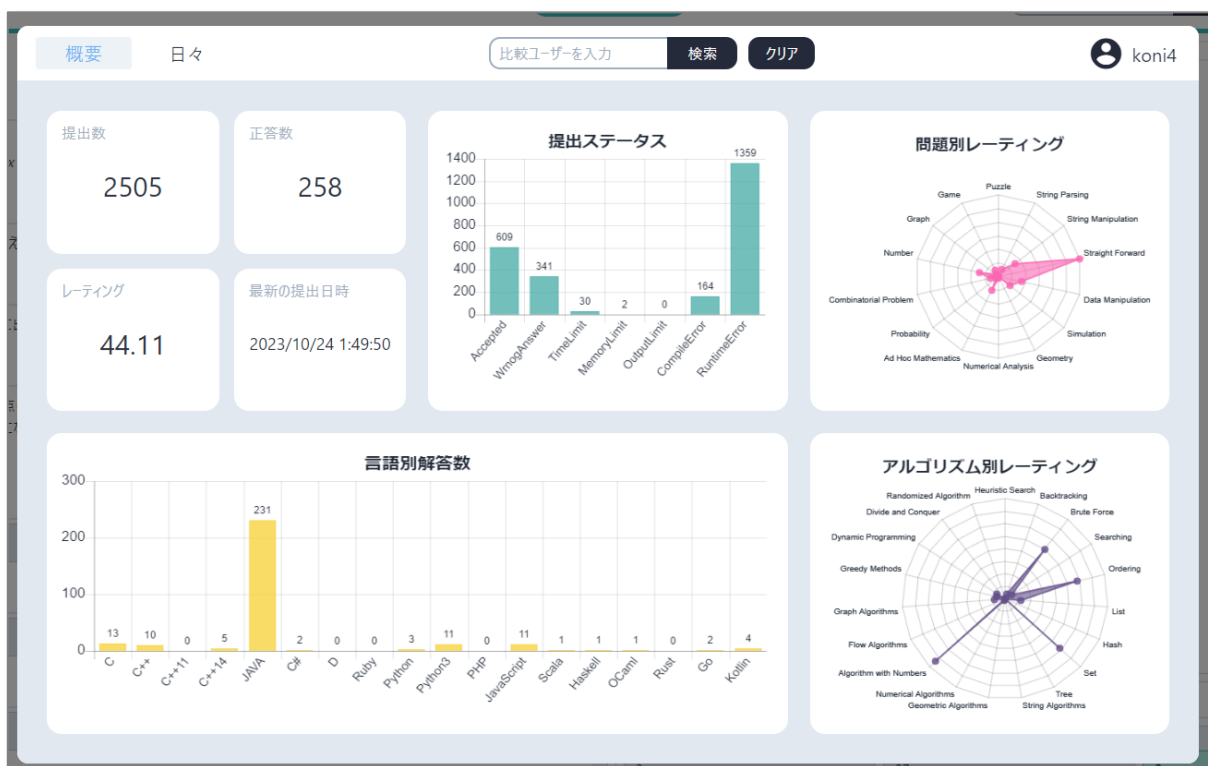 概要
日々
比較ユーザーを入力
検索
クリア
koni4
提出数
2505
正答数
258
レーティング
44.11
最新の提出日時
2023/10/24 1:49:50
提出ステータス
1400
1200
1000
800
600
400
200
0
609
341
30
2
0
164
1359
Accepted
WrnogAnswer
TimeLimit
MemoryLimit
OutputLimit
CompileError
RuntimeError
問題別レーティング
Puzzle
String Parsing
String Manipulation
Straight Forward
Data Manipulation
Simulation
Geometry
Numerical Analysis
Ad Hoc Mathematics
Probability
Combinatorial Problem
Number
Graph
Game
言語別解答数
300
200
100
0
13
10
0
5
231
2
0
0
3
11
0
11
1
1
1
0
2
4
C
C++
C++11
C++14
JAVA
C#
D
Ruby
Python
Python3
PHP
JavaScript
Scala
Haskell
OCaml
Rust
Go
Kotlin
アルゴリズム別レーティング
Heuristic Search
Backtracking
Brute Force
Searching
Ordering
List
Hash
Set
Tree
String Algorithms
Geometric Algorithms
Numerical Algorithms
Algorithm with Numbers
Flow Algorithms
Graph Algorithms
Greedy Methods
Dynamic Programming
Divide and Conquer
Randomized Algorithm